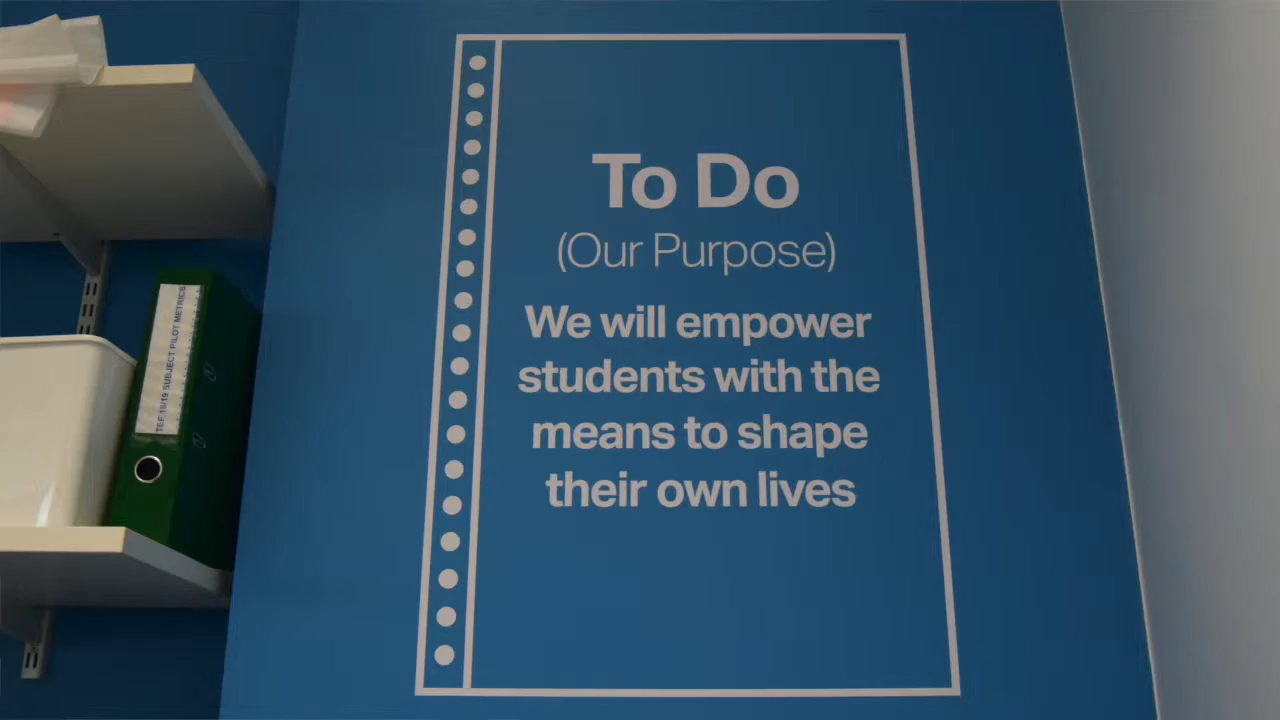 To Do
(Our Purpose)
We will empower
students with the
means to shape
their own lives
TEF 18/19 SUBJECT PILOT METRICS